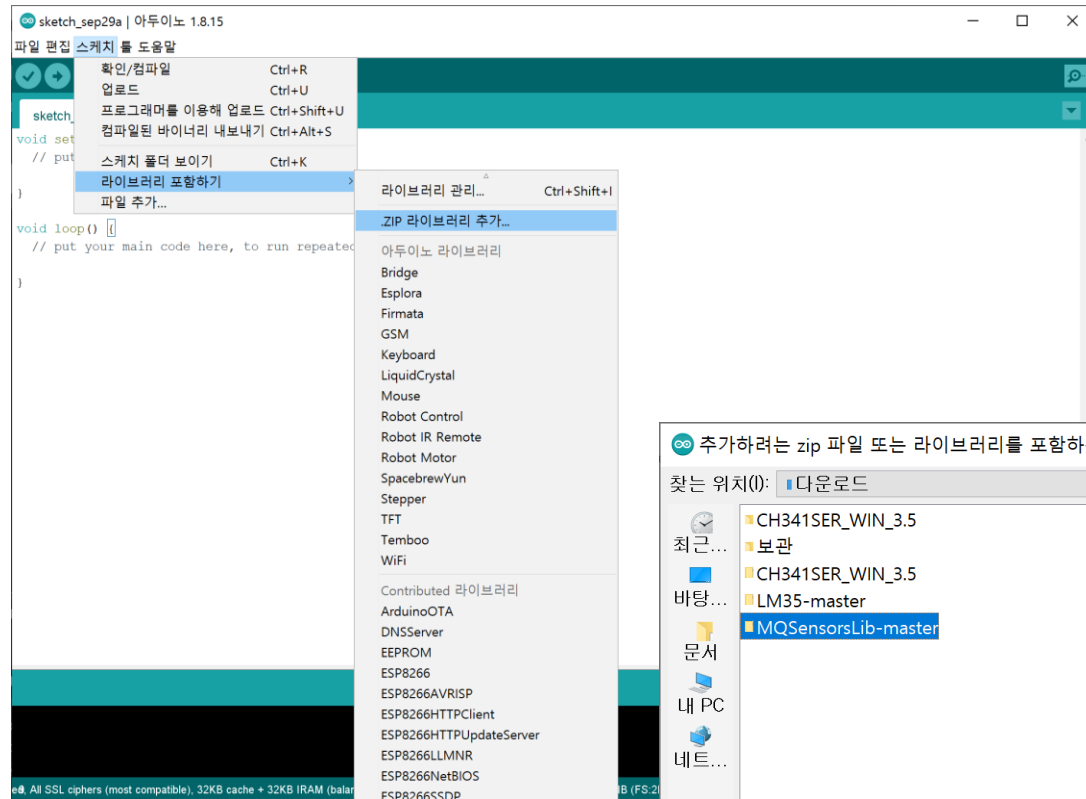 sketch_sep29a | 아두이노 1.8.15
파일 편집 스케치 툴 도움말
확인/컴파일 Ctrl+R
업로드 Ctrl+U
프로그래머를 이용해 업로드 Ctrl+Shift+U
컴파일된 바이너리 내보내기 Ctrl+Alt+S
스케치 폴더 보이기 Ctrl+K
라이브러리 포함하기
파일 추가...
sketch_
void set
// put
}
void loop() {
// put your main code here, to run repeated
}
라이브러리 관리... Ctrl+Shift+I
.ZIP 라이브러리 추가...
아두이노 라이브러리
Bridge
Esplora
Firmata
GSM
Keyboard
LiquidCrystal
Mouse
Robot Control
Robot IR Remote
Robot Motor
SpacebrewYun
Stepper
TFT
Temboo
WiFi
Contributed 라이브러리
ArduinoOTA
DNSServer
EEPROM
ESP8266
ESP8266AVRISP
ESP8266HTTPClient
ESP8266HTTPUpdateServer
ESP8266LLMNR
ESP8266NetBIOS
ESP8266SSDP
추가하려는 zip 파일 또는 라이브러리를 포함하
찾는 위치(I): 다운로드
최근...
바탕...
문서
내 PC
네트...
CH341SER_WIN_3.5
보관
CH341SER_WIN_3.5
LM35-master
MQSensorsLib-master
All SSL ciphers (most compatible), 32KB cache + 32KB IRAM (balan
IB (FS:2